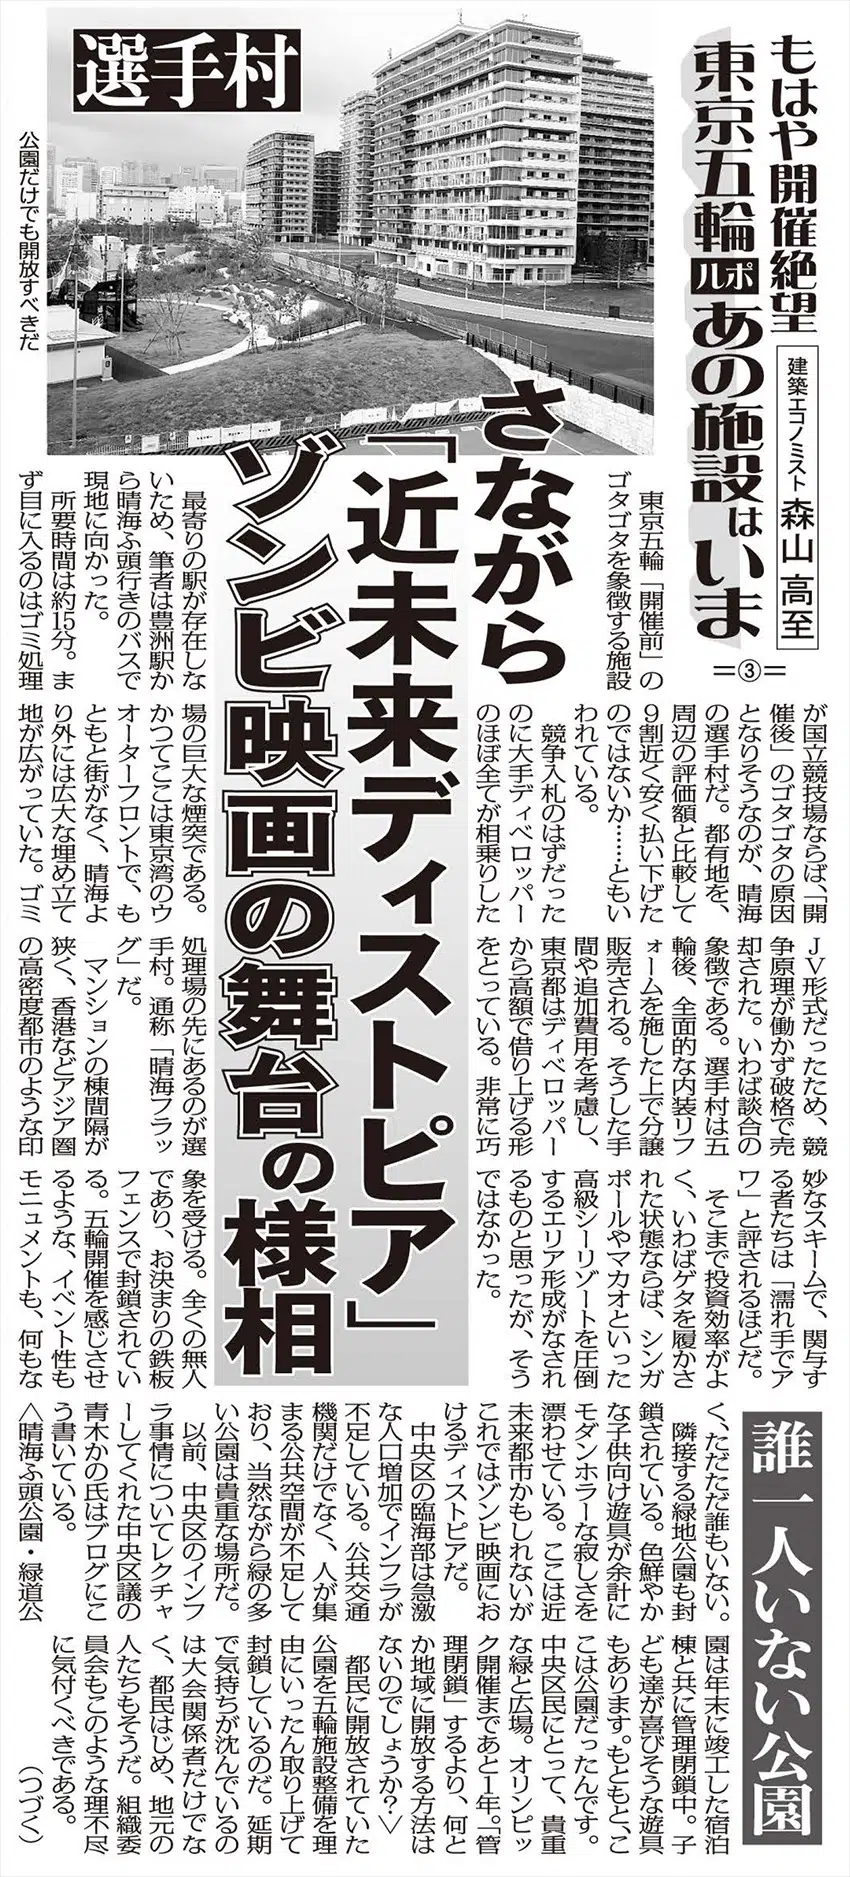 もはや開催絶望
東京五輪 ルポ あの施設はいま
建築エコノミスト 森山 高至
=③=
選手村
公園だけでも開放すべきだ
さながら
「近未来ディストピア」
ゾンビ映画の舞台の様相
東京五輪「開催前」の
ゴタゴタを象徴する施設
が国立競技場ならば、「開
催後」のゴタゴタの原因
となりそうなのが、晴海
の選手村だ。都有地を、
周辺の評価額と比較して
9割近く安く払い下げた
のではないか……ともい
われている。
競争入札のはずだった
のに大手ディベロッパー
のほぼ全てが相乗りした
JV形式だったため、競
争原理が働かず破格で売
却された。いわば談合の
象徴である。選手村は五
輪後、全面的な内装リフ
ォームを施した上で分譲
販売される。そうした手
間や追加費用を考慮し、
東京都はディベロッパー
から高額で借り上げる形
をとっている。非常に巧
妙なスキームで、関与す
る者たちは「濡れ手でア
ワ」と評されるほどだ。
そこまで投資効率がよ
く、いわばゲタを履かさ
れた状態ならば、シンガ
ポールやマカオといった
高級シーリゾートを圧倒
するエリア形成がなされ
るものと思ったが、そう
ではなかった。
最寄りの駅が存在しな
いため、筆者は豊洲駅か
ら晴海ふ頭行きのバスで
現地に向かった。
所要時間は約15分。ま
ず目に入るのはゴミ処理
場の巨大な煙突である。
かつてここは東京湾のウ
オーターフロントで、も
ともと街がなく、晴海よ
り外には広大な埋め立て
地が広がっていた。ゴミ
処理場の先にあるのが選
手村。通称「晴海フラッ
グ」だ。
マンションの棟間隔が
狭く、香港などアジア圏
の高密度都市のような印
象を受ける。全くの無人
であり、お決まりの鉄板
フェンスで封鎖されてい
る。五輪開催を感じさせ
るような、イベント性も
モニュメントも、何もな
誰一人いない公園
く、ただただ誰もいない。
隣接する緑地公園も封
鎖されている。色鮮やか
な子供向け遊具が余計に
モダンホラーな寂しさを
漂わせている。ここは近
未来都市かもしれないが
これではゾンビ映画にお
けるディストピアだ。
中央区の臨海部は急激
な人口増加でインフラが
不足している。公共交通
機関だけでなく、人が集
まる公共空間が不足して
おり、当然ながら緑の多
い公園は貴重な場所だ。
以前、中央区のインフ
ラ事情についてレクチャ
ーしてくれた中央区議の
青木かの氏はブログにこ
う書いている。
＜晴海ふ頭公園・緑道公
園は年末に竣工した宿泊
棟と共に管理閉鎖中。子
ども達が喜びそうな遊具
もあります。もともと、こ
こは公園だったんです。
中央区民にとって、貴重
な緑と広場。オリンピッ
ク開催まであと1年。「管
理閉鎖」するより、何と
か地域に開放する方法は
ないのでしょうか?＞
都民に開放されていた
公園を五輪施設整備を理
由にいったん取り上げて
封鎖しているのだ。延期
で気持ちが沈んでいるの
は大会関係者だけでな
く、都民はじめ、地元の
人たちもそうだ。組織委
員会もこのような理不尽
に気付くべきである。
（つづく）